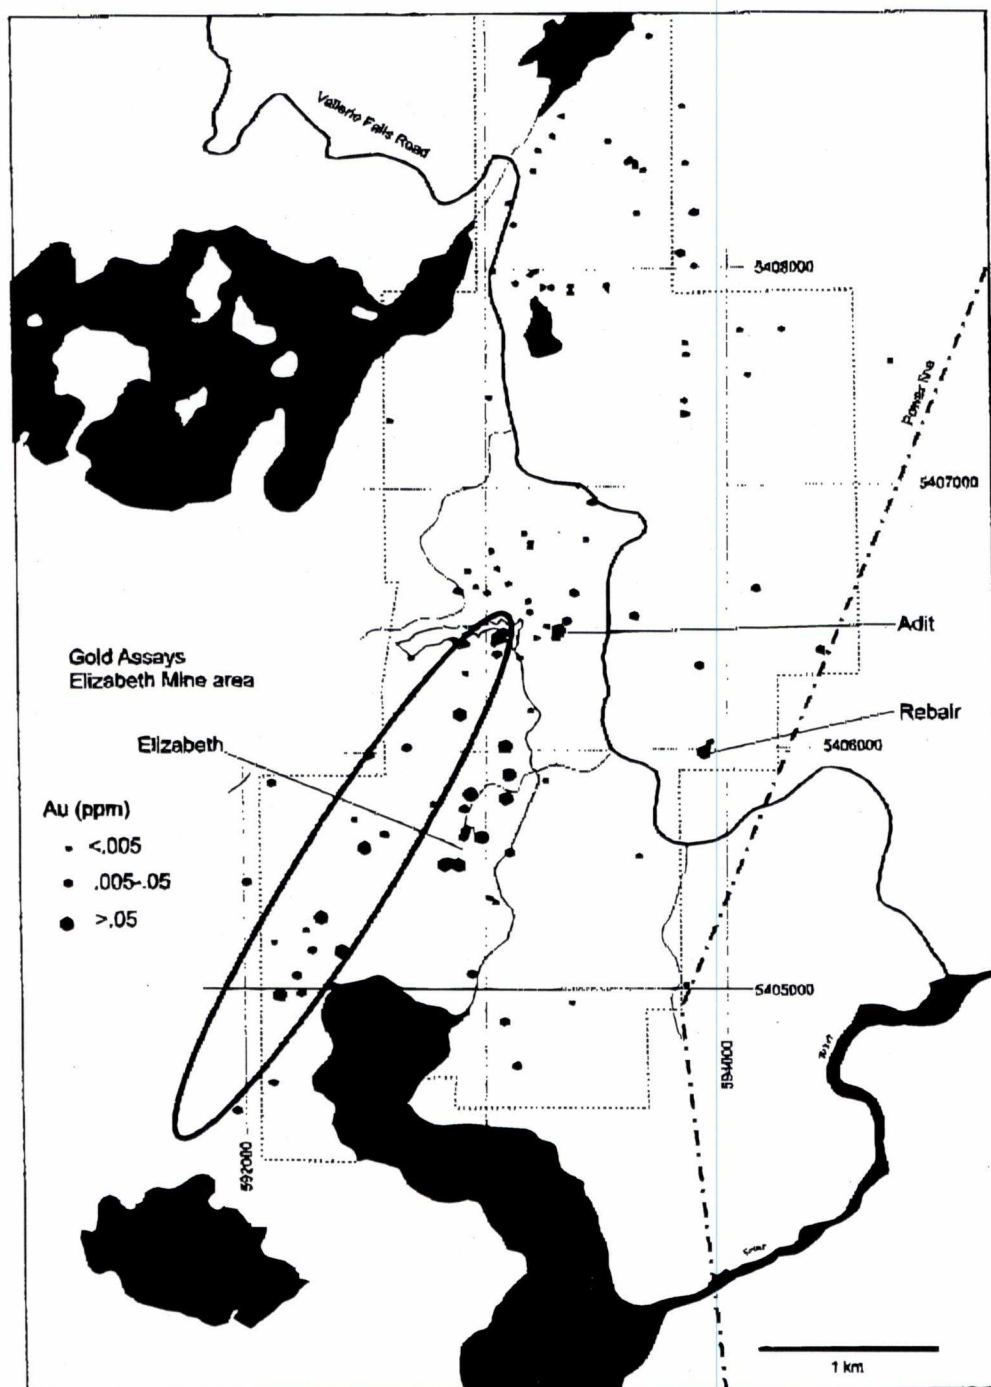 Vallerie Falls Road
5408000
Power line
5407000
Adit
Gold Assays
Elizabeth Mine area
Rebair
Elizabeth
5406000
Au (ppm)
<.005
.005-.05
>.05
5405000
594000
592000
1 km